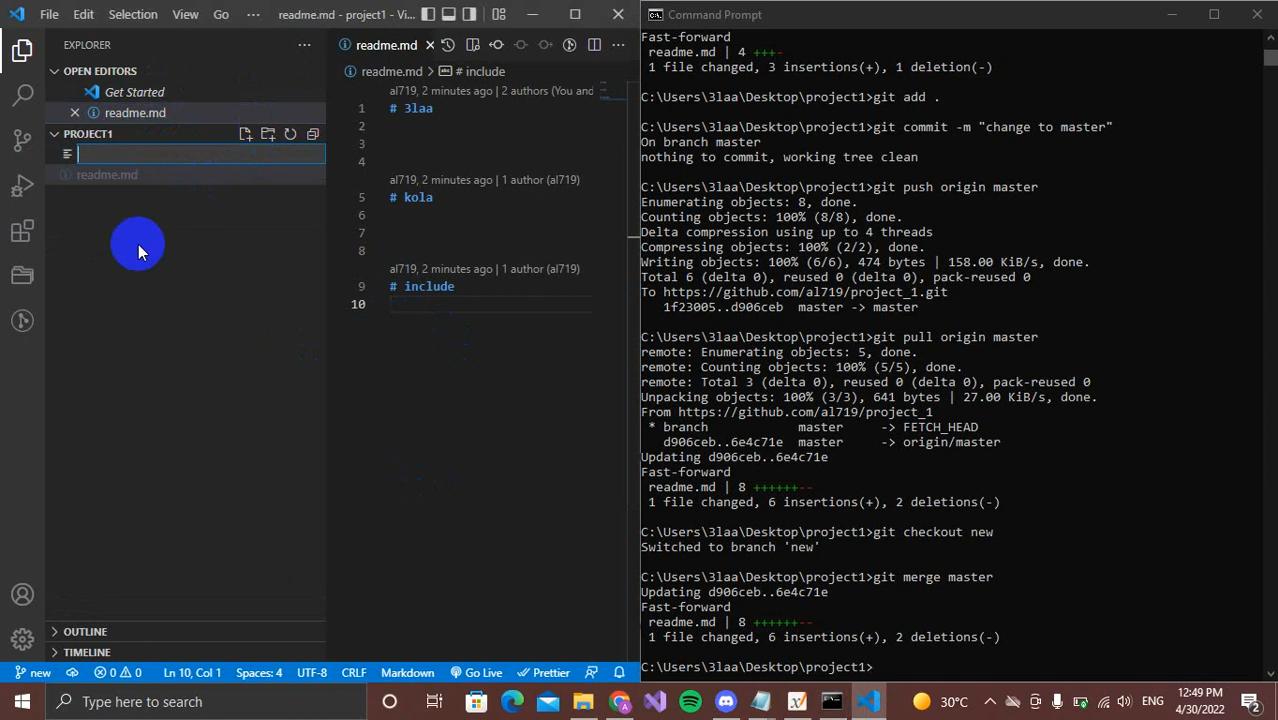 File Edit Selection View Go ··· readme.md - project1 - Vi...
EXPLORER
OPEN EDITORS
Get Started
readme.md
PROJECT1
readme.md
readme.md
readme.md > # include
al719, 2 minutes ago | 2 authors (You and
1 # 3laa
2
3
4
al719, 2 minutes ago | 1 author (al719)
5 # kola
6
7
8
al719, 2 minutes ago | 1 author (al719)
9 # include
10
OUTLINE
TIMELINE
new 0 0 Ln 10, Col 1 Spaces: 4 UTF-8 CRLF Markdown Go Live Prettier
Command Prompt
Fast-forward
readme.md | 4 +++-
1 file changed, 3 insertions(+), 1 deletion(-)
C:\Users\3laa\Desktop\project1>git add .
C:\Users\3laa\Desktop\project1>git commit -m "change to master"
On branch master
nothing to commit, working tree clean
C:\Users\3laa\Desktop\project1>git push origin master
Enumerating objects: 8, done.
Counting objects: 100% (8/8), done.
Delta compression using up to 4 threads
Compressing objects: 100% (2/2), done.
Writing objects: 100% (6/6), 474 bytes | 158.00 KiB/s, done.
Total 6 (delta 0), reused 0 (delta 0), pack-reused 0
To https://github.com/al719/project_1.git
1f23005..d906ceb master -> master
C:\Users\3laa\Desktop\project1>git pull origin master
remote: Enumerating objects: 5, done.
remote: Counting objects: 100% (5/5), done.
remote: Total 3 (delta 0), reused 0 (delta 0), pack-reused 0
Unpacking objects: 100% (3/3), 641 bytes | 27.00 KiB/s, done.
From https://github.com/al719/project_1
* branch master -> FETCH_HEAD
d906ceb..6e4c71e master -> origin/master
Updating d906ceb..6e4c71e
Fast-forward
readme.md | 8 ++++++--
1 file changed, 6 insertions(+), 2 deletions(-)
C:\Users\3laa\Desktop\project1>git checkout new
Switched to branch 'new'
C:\Users\3laa\Desktop\project1>git merge master
Updating d906ceb..6e4c71e
Fast-forward
readme.md | 8 ++++++--
1 file changed, 6 insertions(+), 2 deletions(-)
C:\Users\3laa\Desktop\project1>
Type here to search
30°C
ENG
12:49 PM
4/30/2022
2